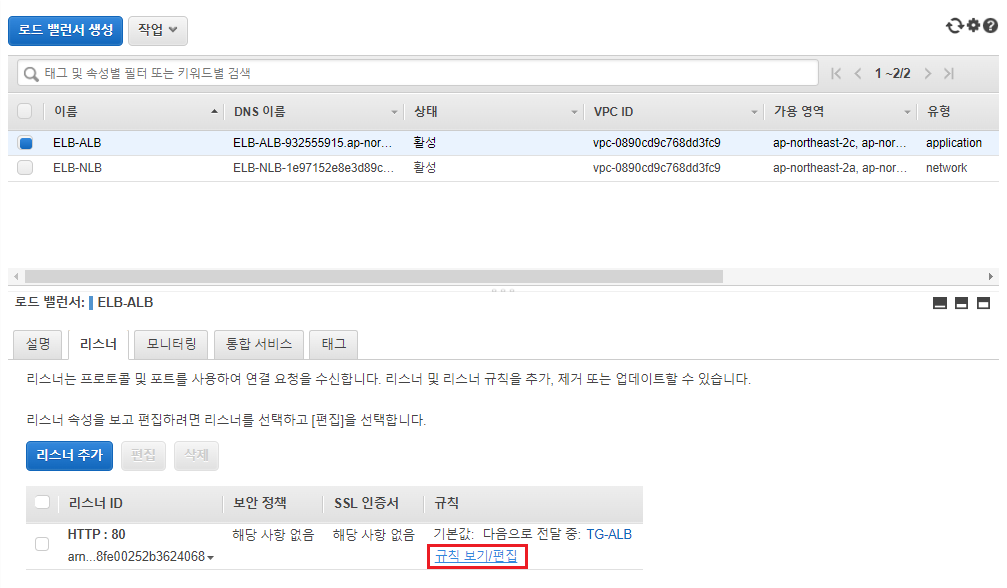 로드 밸런서 생성 작업
태그 및 속성별 필터 또는 키워드별 검색 1 ~2/2
이름 DNS 이름 상태 VPC ID 가용 영역 유형
ELB-ALB ELB-ALB-932555915.ap-nor... 활성 vpc-0890cd9c768dd3fc9 ap-northeast-2c, ap-nor... application
ELB-NLB ELB-NLB-1e97152e8e3d89c... 활성 vpc-0890cd9c768dd3fc9 ap-northeast-2a, ap-nor... network
로드 밸런서: ELB-ALB
설명 리스너 모니터링 통합 서비스 태그
리스너는 프로토콜 및 포트를 사용하여 연결 요청을 수신합니다. 리스너 및 리스너 규칙을 추가, 제거 또는 업데이트할 수 있습니다.
리스너 속성을 보고 편집하려면 리스너를 선택하고 [편집]을 선택합니다.
리스너 추가 편집 삭제
리스너 ID 보안 정책 SSL 인증서 규칙
HTTP : 80 해당 사항 없음 해당 사항 없음 기본값: 다음으로 전달 중: TG-ALB
arn...8fe00252b3624068 규칙 보기/편집